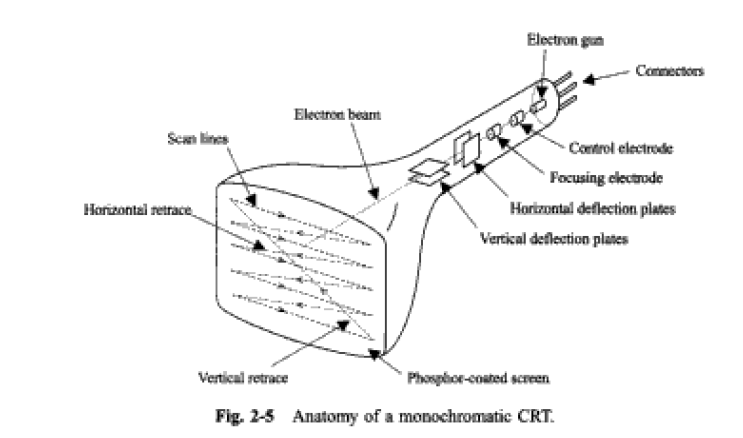 Electron gun
Connectors
Electron beam
Scan lines
Control electrode
Focusing electrode
Horizontal retrace
Horizontal deflection plates
Vertical deflection plates
Vertical retrace
Phosphor-coated screen
Fig. 2-5 Anatomy of a monochromatic CRT.